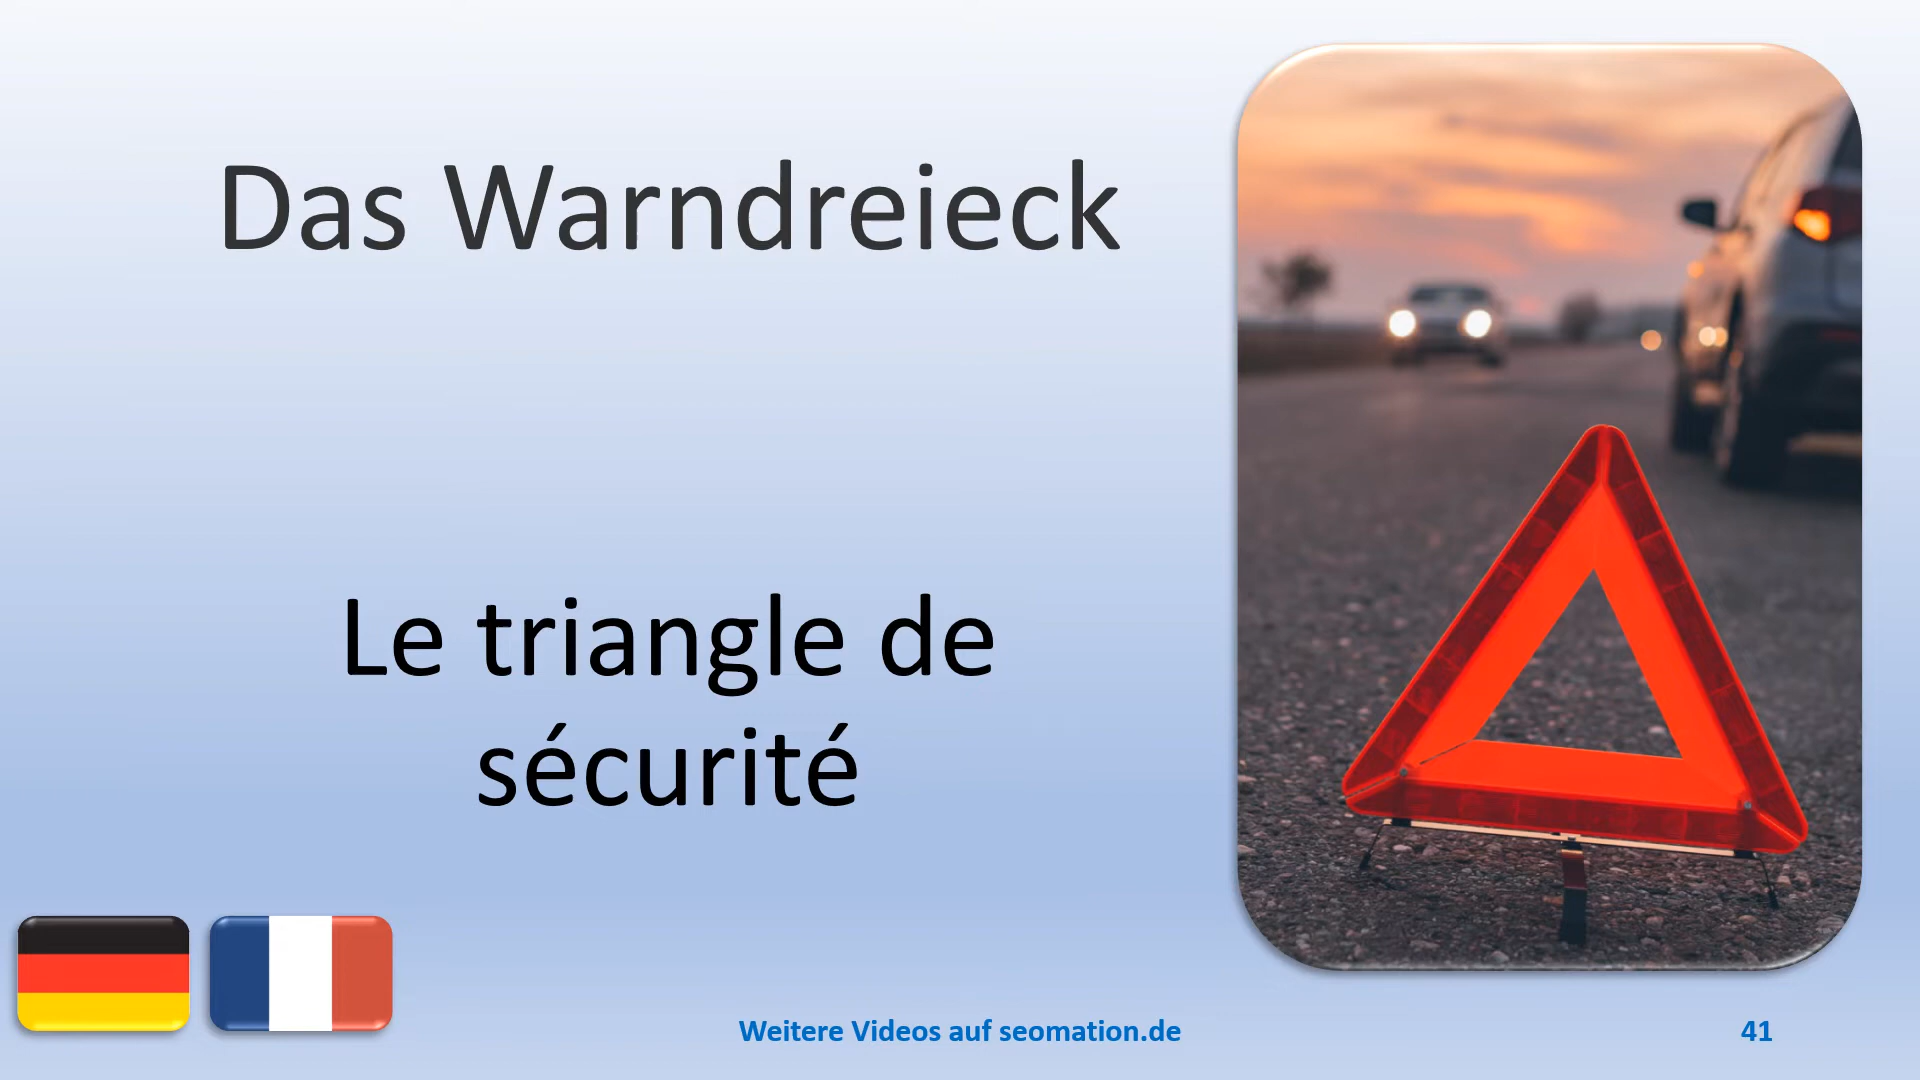 Das Warndreieck
Le triangle de
sécurité
Weitere Videos auf seomation.de
41